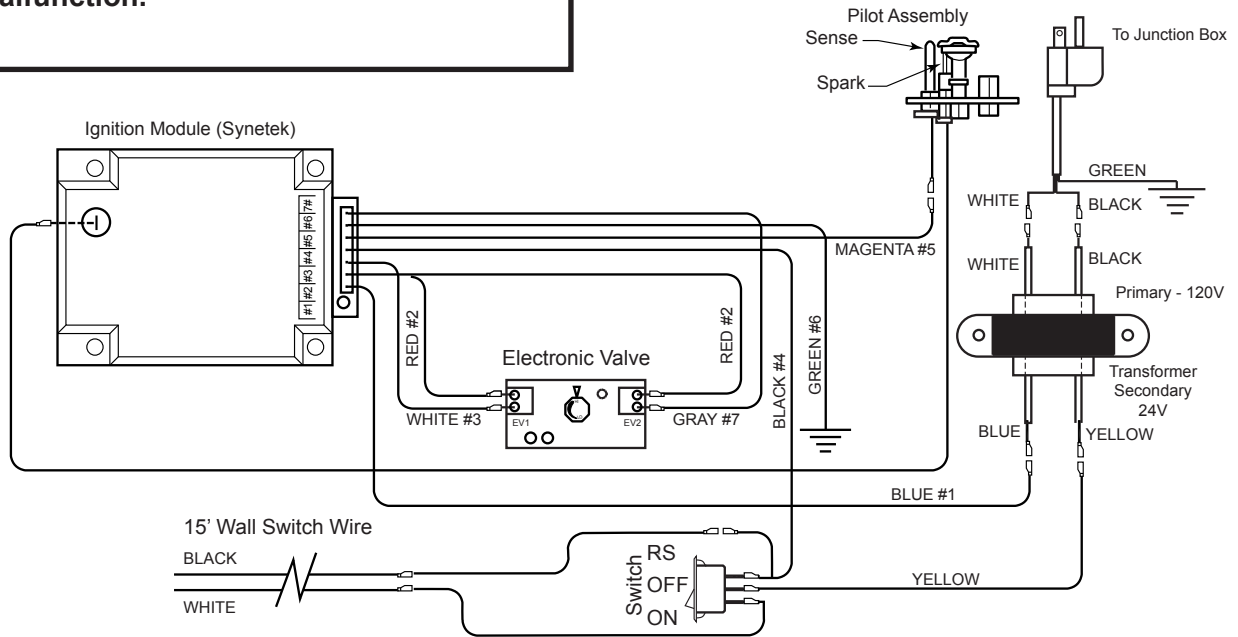 Pilot Assembly
Sense
Spark
To Junction Box
Ignition Module (Synetek)
GREEN
WHITE
BLACK
#1 #2 #3 #4 #5 #6 7#
I
MAGENTA #5
WHITE
BLACK
Primary - 120V
RED #2
Electronic Valve
RED #2
BLACK #4
GREEN #6
Transformer
Secondary
24V
WHITE #3
EV1
EV2
GRAY #7
BLUE
YELLOW
BLUE #1
15' Wall Switch Wire
BLACK
WHITE
Switch
RS
OFF
ON
YELLOW